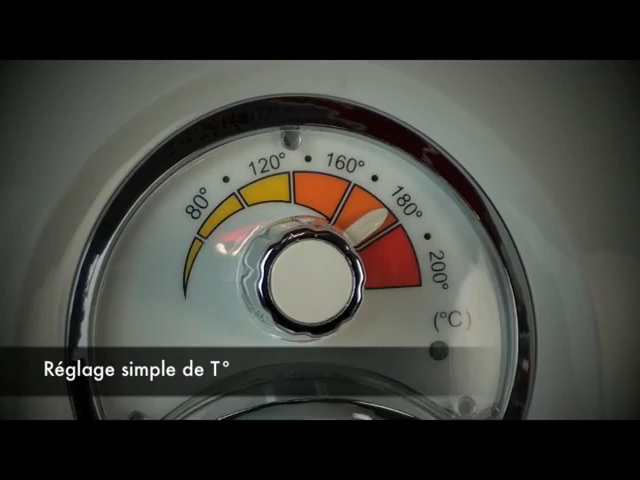 80° • 120° • 160° • 180° • 200°
(°C)
Réglage simple de T°